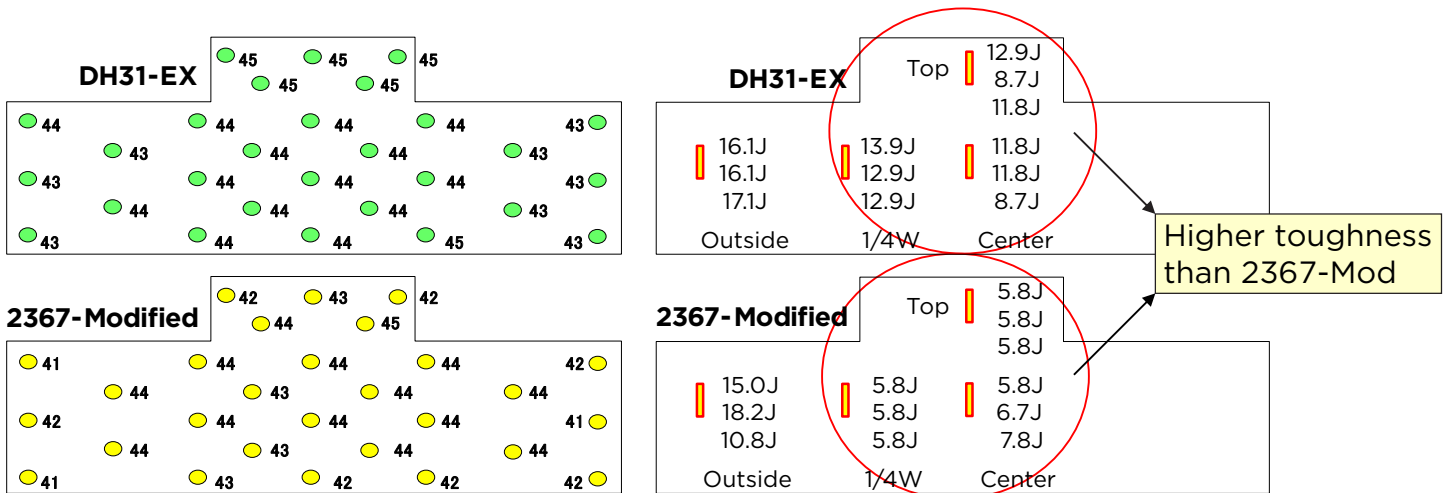 DH31-EX
45 45 45
45 45
44 44 44 44 43
43 44 44 43
43 44 44 44 43
44 44 44 43
43 44 44 45 43
2367-Modified
42 43 42
44 45
41 44 44 44 42
44 43 44 44
42 44 44 44 41
44 43 44 44
41 43 42 42 42
DH31-EX
Top
12.9J
8.7J
11.8J
16.1J 13.9J 11.8J
16.1J 12.9J 11.8J
17.1J 12.9J 8.7J
Outside 1/4W Center
Higher toughness
than 2367-Mod
2367-Modified
Top
5.8J
5.8J
5.8J
15.0J 5.8J 5.8J
18.2J 5.8J 6.7J
10.8J 5.8J 7.8J
Outside 1/4W Center